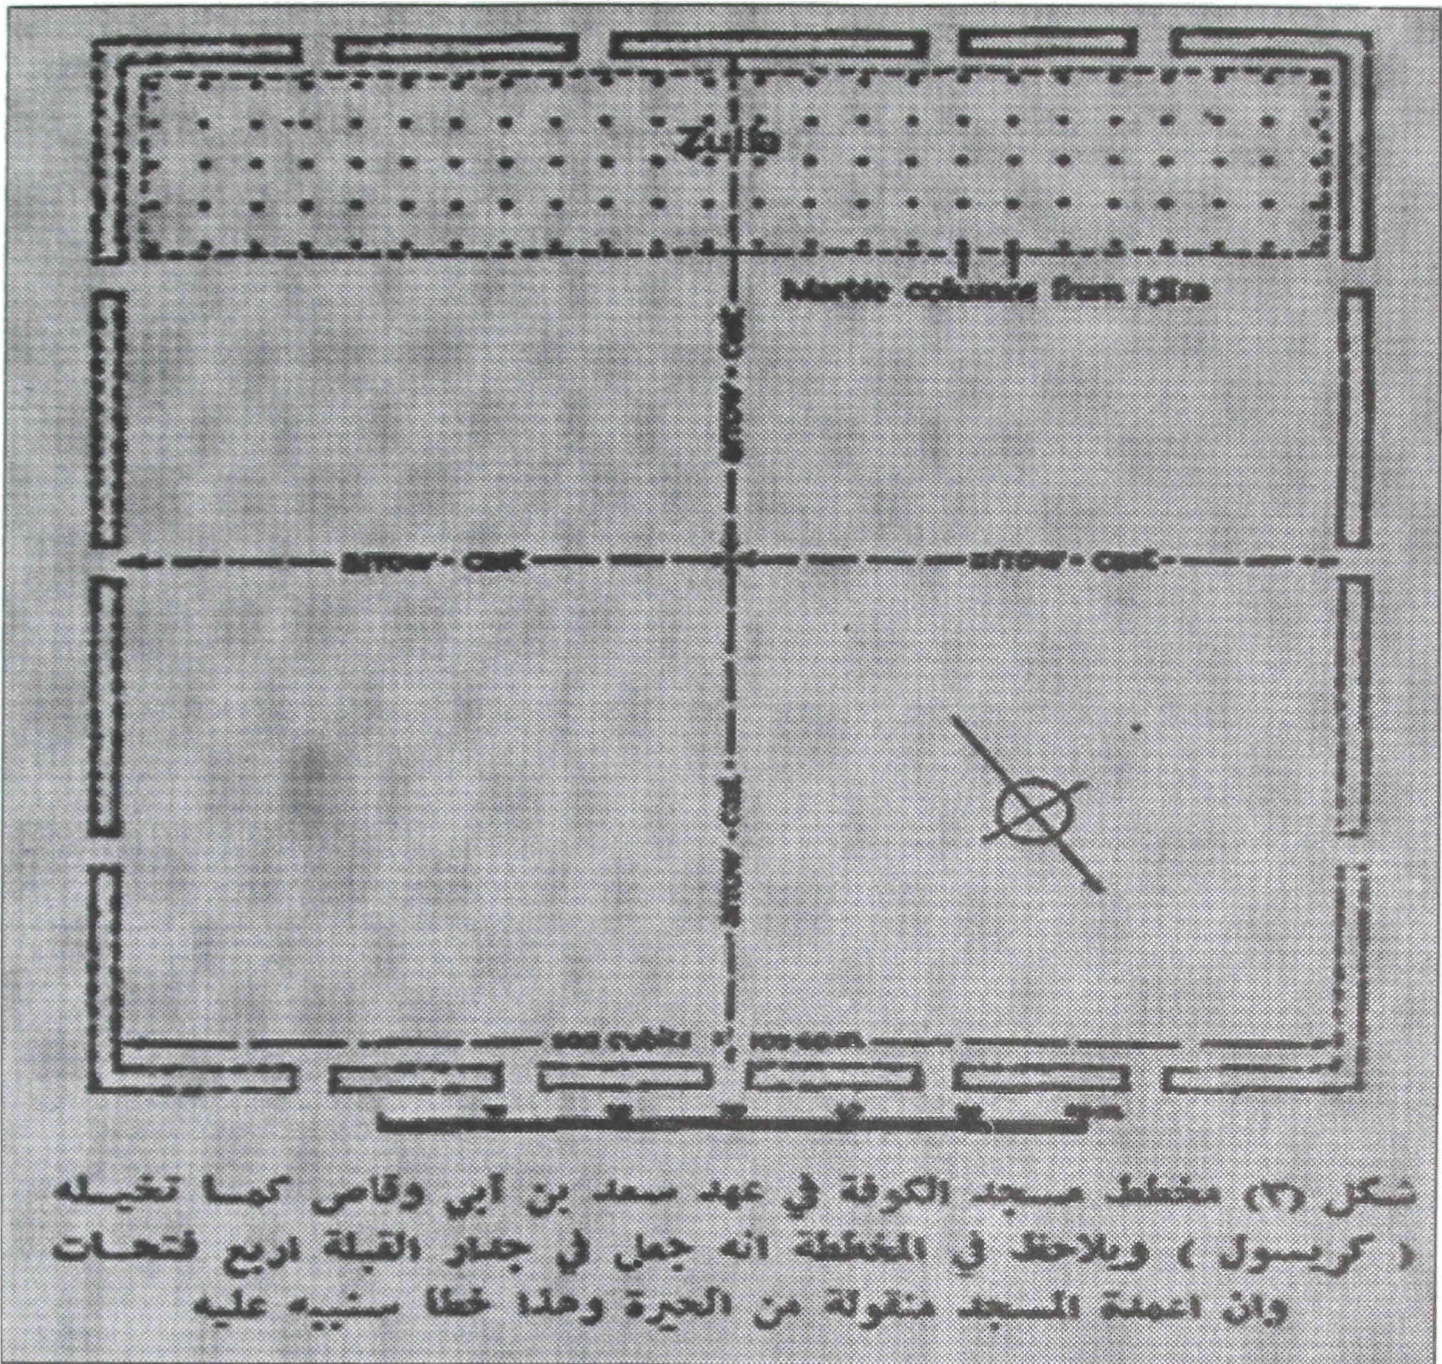 Zulla
Marble columns from Ḥīra
arrow - cast
arrow - cast
arrow - cast
arrow - cast
cubits
شكل (٣) مخطط مسجد الكوفة في عهد سعد بن أبي وقاص كما تخيله
( كريسول ) ويلاحظ في المخططة انه جعل في جدار القبلة اربع فتحات
وان اعمدة المسجد منقولة من الحيرة وهذا خطا سننبه عليه